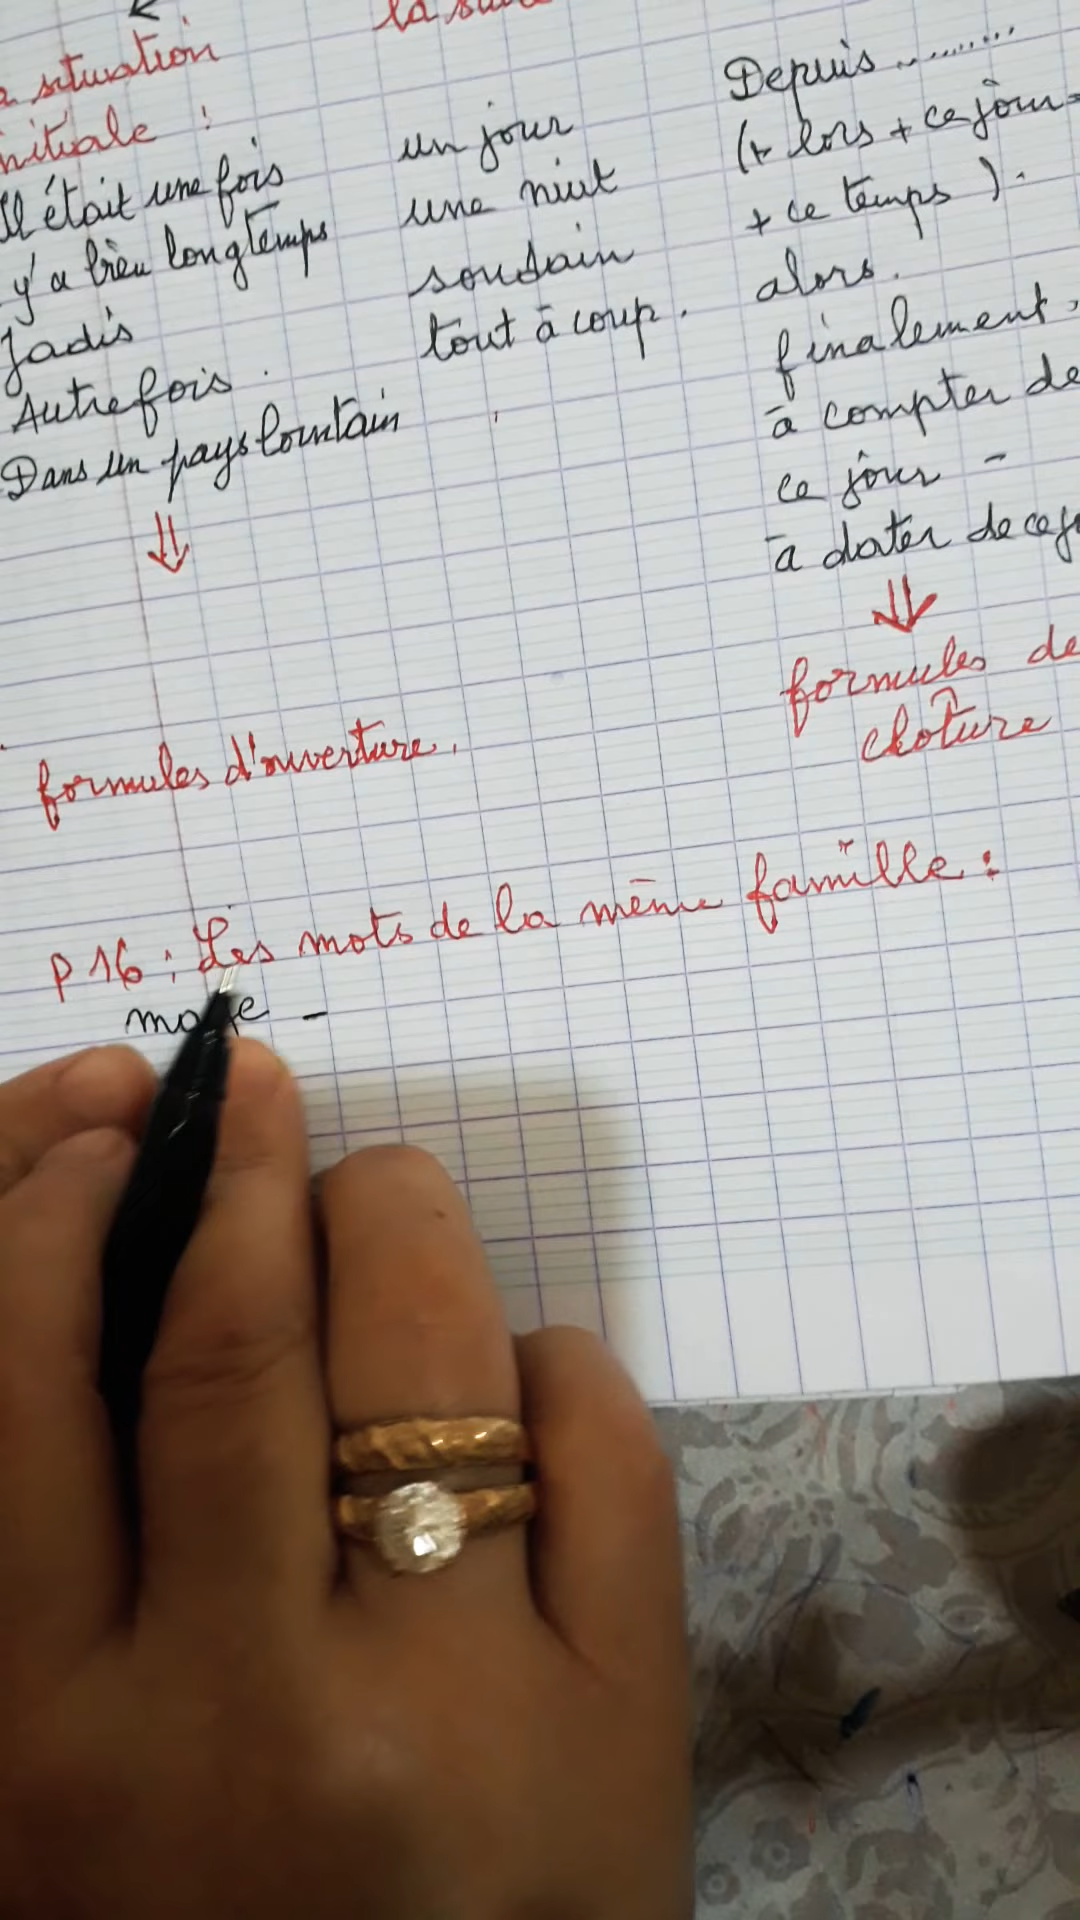 situation
initiale :
Il était une fois
y'a bien longtemps
Jadis
Autrefois.
Dans un pays lointain
formules d'ouverture.
un jour
une nuit
soudain
tout à coup.
Depuis .........
(+ lors + ce jour
+ ce temps).
alors.
finalement,
à compter de
ce jour -
à dater de ce jo
formules de
clôture
p 16 : Les mots de la même famille :